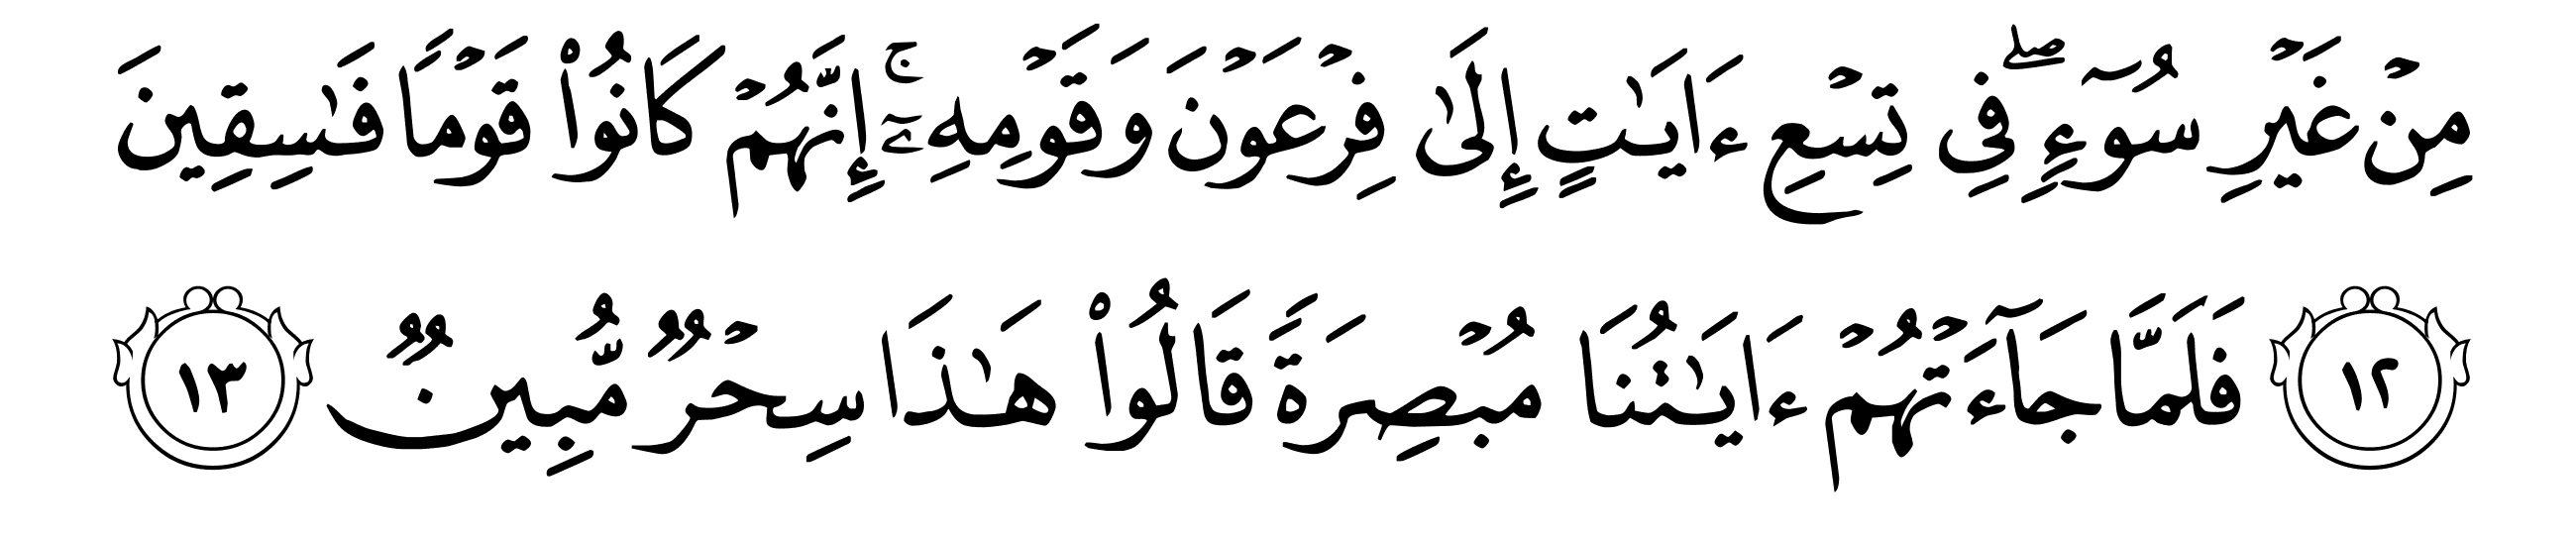 مِنۡ غَيۡرِ سُوٓءٖۖ فِي تِسۡعِ ءَايَٰتٍ إِلَىٰ فِرۡعَوۡنَ وَقَوۡمِهِۦٓۚ إِنَّهُمۡ كَانُواْ قَوۡمٗا فَٰسِقِينَ
١٢ فَلَمَّا جَآءَتۡهُمۡ ءَايَٰتُنَا مُبۡصِرَةٗ قَالُواْ هَٰذَا سِحۡرٞ مُّبِينٞ ١٣